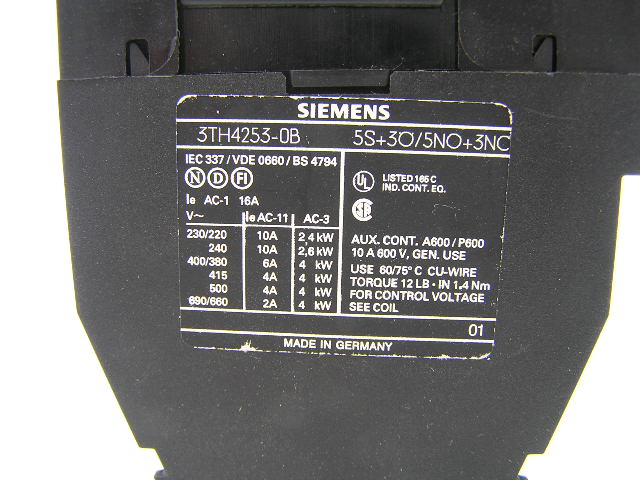 SIEMENS
3TH4253-0B 5S+3Ö/5NO+3NC
IEC 337/VDE 0660/BS 4794
N D FI
Ie AC-1 16A
V~ Ie AC-11 AC-3
230/220 10A 2,4 kW
240 10A 2,6 kW
400/380 6A 4 kW
415 4A 4 kW
500 4A 4 kW
690/660 2A 4 kW
UL LISTED 165 C
IND. CONT. EQ.
AUX. CONT. A600/P600
10 A 600 V, GEN. USE
USE 60/75° C CU-WIRE
TORQUE 12 LB·IN 1.4 Nm
FOR CONTROL VOLTAGE
SEE COIL
01
MADE IN GERMANY